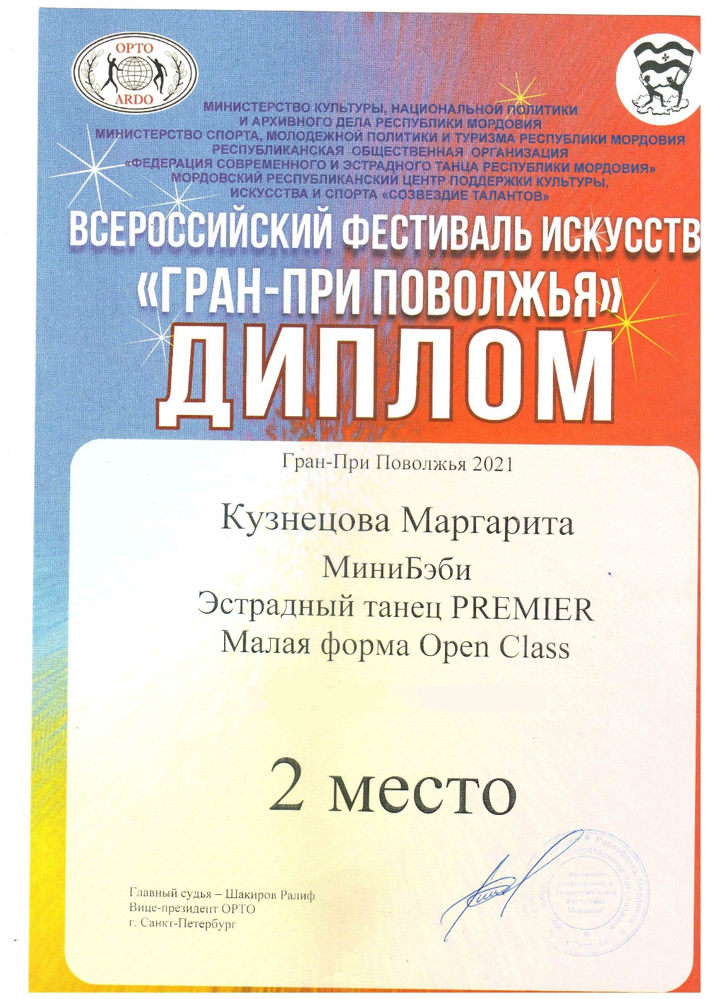 ОРТО
ARDO
МИНИСТЕРСТВО КУЛЬТУРЫ, НАЦИОНАЛЬНОЙ ПОЛИТИКИ
И АРХИВНОГО ДЕЛА РЕСПУБЛИКИ МОРДОВИЯ
МИНИСТЕРСТВО СПОРТА, МОЛОДЕЖНОЙ ПОЛИТИКИ И ТУРИЗМА РЕСПУБЛИКИ МОРДОВИЯ
РЕСПУБЛИКАНСКАЯ ОБЩЕСТВЕННАЯ ОРГАНИЗАЦИЯ
«ФЕДЕРАЦИЯ СОВРЕМЕННОГО И ЭСТРАДНОГО ТАНЦА РЕСПУБЛИКИ МОРДОВИЯ»
МОРДОВСКИЙ РЕСПУБЛИКАНСКИЙ ЦЕНТР ПОДДЕРЖКИ КУЛЬТУРЫ,
ИСКУССТВА И СПОРТА «СОЗВЕЗДИЕ ТАЛАНТОВ»
ВСЕРОССИЙСКИЙ ФЕСТИВАЛЬ ИСКУССТВ
«ГРАН-ПРИ ПОВОЛЖЬЯ»
ДИПЛОМ
Гран-При Поволжья 2021
Кузнецова Маргарита
МиниБэби
Эстрадный танец PREMIER
Малая форма Open Class
2 место
Главный судья – Шакиров Ралиф
Вице-президент ОРТО
г. Санкт-Петербург
Республика Мордовия
общественная организация
"Федерация
современного и
эстрадного танца
Республики
Мордовия"
г. Саранск